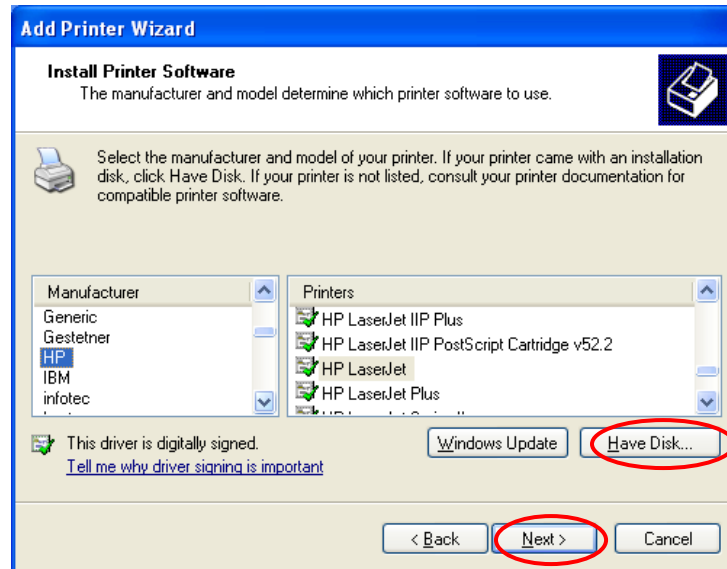 Add Printer Wizard
Install Printer Software
The manufacturer and model determine which printer software to use.
Select the manufacturer and model of your printer. If your printer came with an installation
disk, click Have Disk. If your printer is not listed, consult your printer documentation for
compatible printer software.
Manufacturer
Generic
Gestetner
HP
IBM
infotec
Printers
HP LaserJet IIP Plus
HP LaserJet IIP PostScript Cartridge v52.2
HP LaserJet
HP LaserJet Plus
This driver is digitally signed.
Tell me why driver signing is important
Windows Update
Have Disk...
< Back
Next >
Cancel